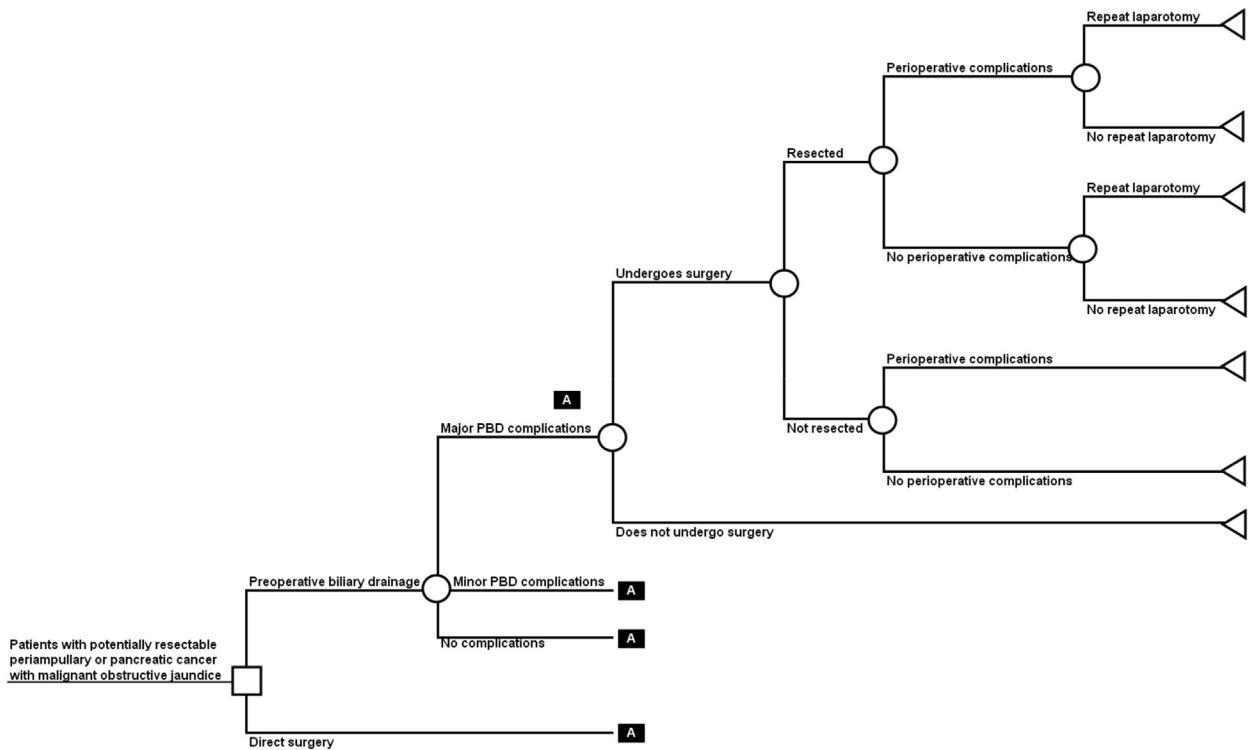 Repeat laparotomy
Perioperative complications
No repeat laparotomy
Resected
Repeat laparotomy
No perioperative complications
No repeat laparotomy
Undergoes surgery
Perioperative complications
A
Major PBD complications
Not resected
No perioperative complications
Does not undergo surgery
Preoperative biliary drainage
Minor PBD complications
A
No complications
A
Patients with potentially resectable
periampullary or pancreatic cancer
with malignant obstructive jaundice
Direct surgery
A